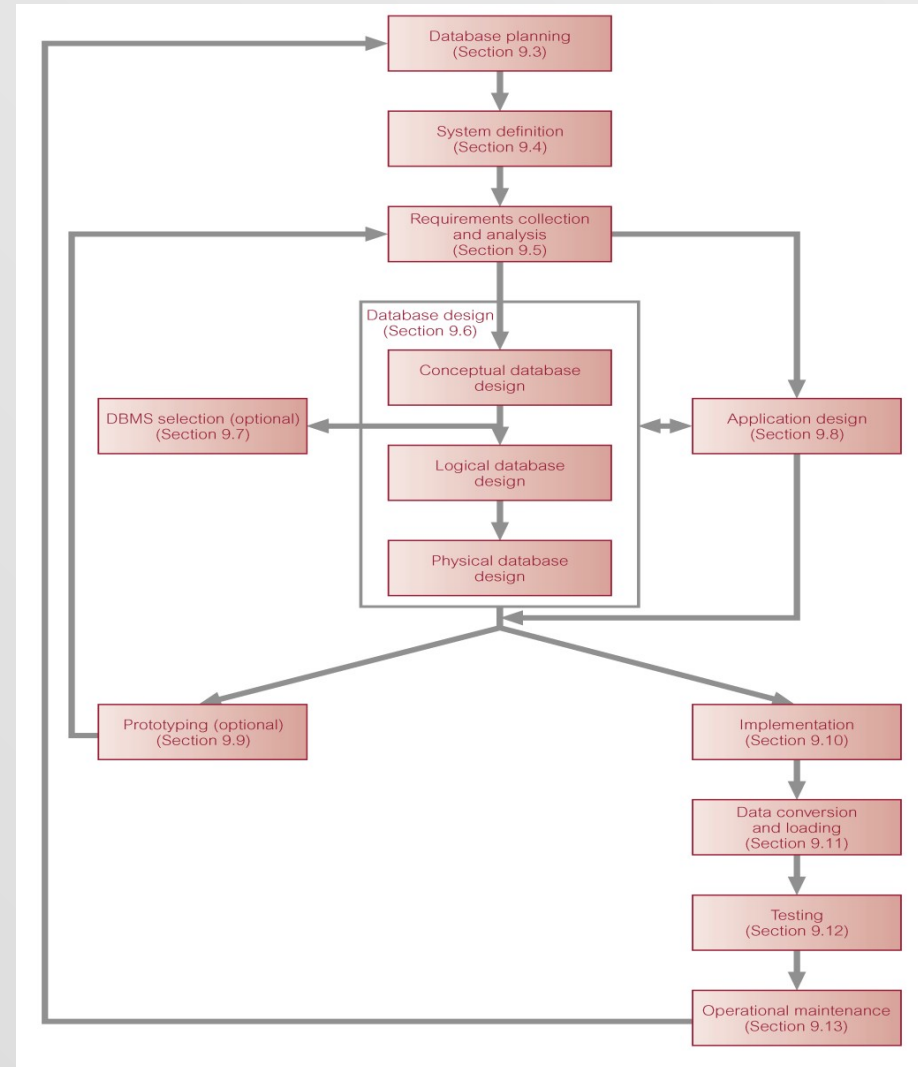 Database planning
(Section 9.3)
System definition
(Section 9.4)
Requirements collection
and analysis
(Section 9.5)
Database design
(Section 9.6)
Conceptual database
design
DBMS selection (optional)
(Section 9.7)
Application design
(Section 9.8)
Logical database
design
Physical database
design
Prototyping (optional)
(Section 9.9)
Implementation
(Section 9.10)
Data conversion
and loading
(Section 9.11)
Testing
(Section 9.12)
Operational maintenance
(Section 9.13)